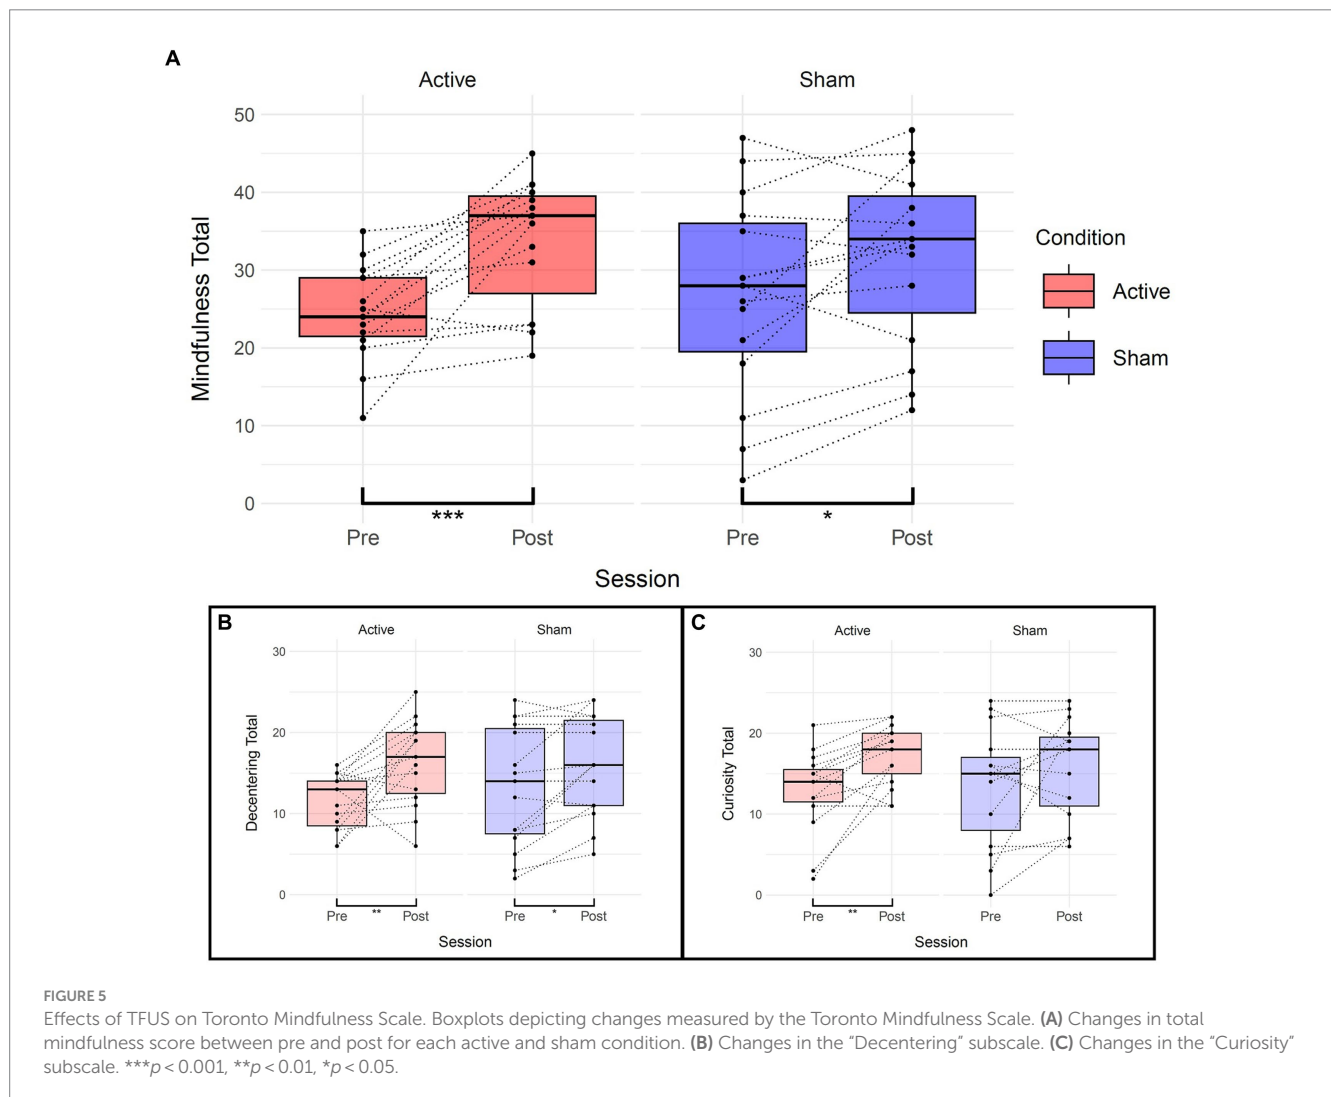 A
Active
Sham
50
40
30
20
10
0
Mindfulness Total
***
*
Pre
Post
Pre
Post
Session
Condition
Active
Sham
B
Active
Sham
30
20
10
0
Decentering Total
Pre
**
Post
Pre
*
Post
Session
C
Active
Sham
30
20
10
0
Curiosity Total
Pre
**
Post
Pre
Post
Session
FIGURE 5
Effects of TFUS on Toronto Mindfulness Scale. Boxplots depicting changes measured by the Toronto Mindfulness Scale. (A) Changes in total
mindfulness score between pre and post for each active and sham condition. (B) Changes in the “Decentering” subscale. (C) Changes in the “Curiosity”
subscale. ***p < 0.001, **p < 0.01, *p < 0.05.